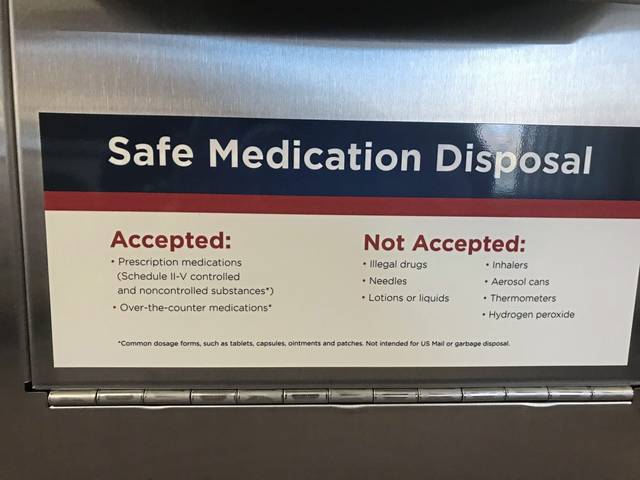 Safe Medication Disposal
Accepted:
• Prescription medications
(Schedule II-V controlled
and noncontrolled substances*)
• Over-the-counter medications*
Not Accepted:
• Illegal drugs
• Needles
• Lotions or liquids
• Inhalers
• Aerosol cans
• Thermometers
• Hydrogen peroxide
*Common dosage forms, such as tablets, capsules, ointments and patches. Not intended for US Mail or garbage disposal.